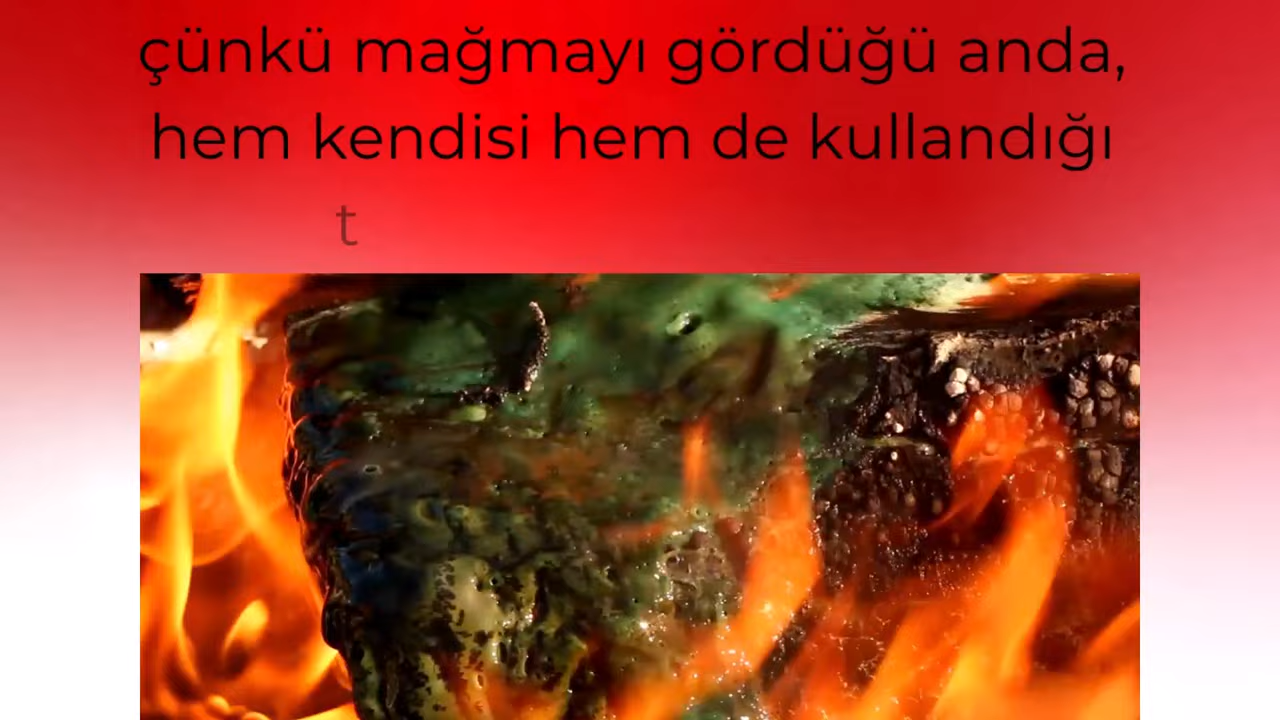 çünkü mağmayı gördüğü anda,
hem kendisi hem de kullandığı
t